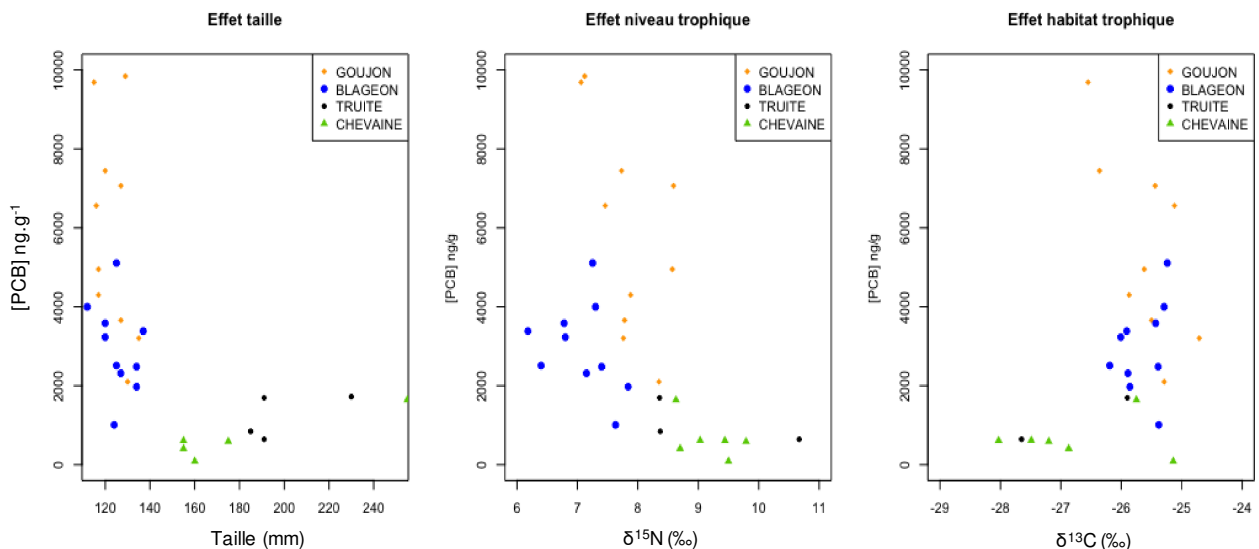 Effet taille
[PCB] ng.g⁻¹
0
2000
4000
6000
8000
10000
GOUJON
BLAGEON
TRUITE
CHEVAINE
120 140 160 180 200 220 240
Taille (mm)
Effet niveau trophique
[PCB] ng/g
0
2000
4000
6000
8000
10000
GOUJON
BLAGEON
TRUITE
CHEVAINE
6 7 8 9 10 11
δ¹⁵N (‰)
Effet habitat trophique
[PCB] ng/g
0
2000
4000
6000
8000
10000
GOUJON
BLAGEON
TRUITE
CHEVAINE
-29 -28 -27 -26 -25 -24
δ¹³C (‰)